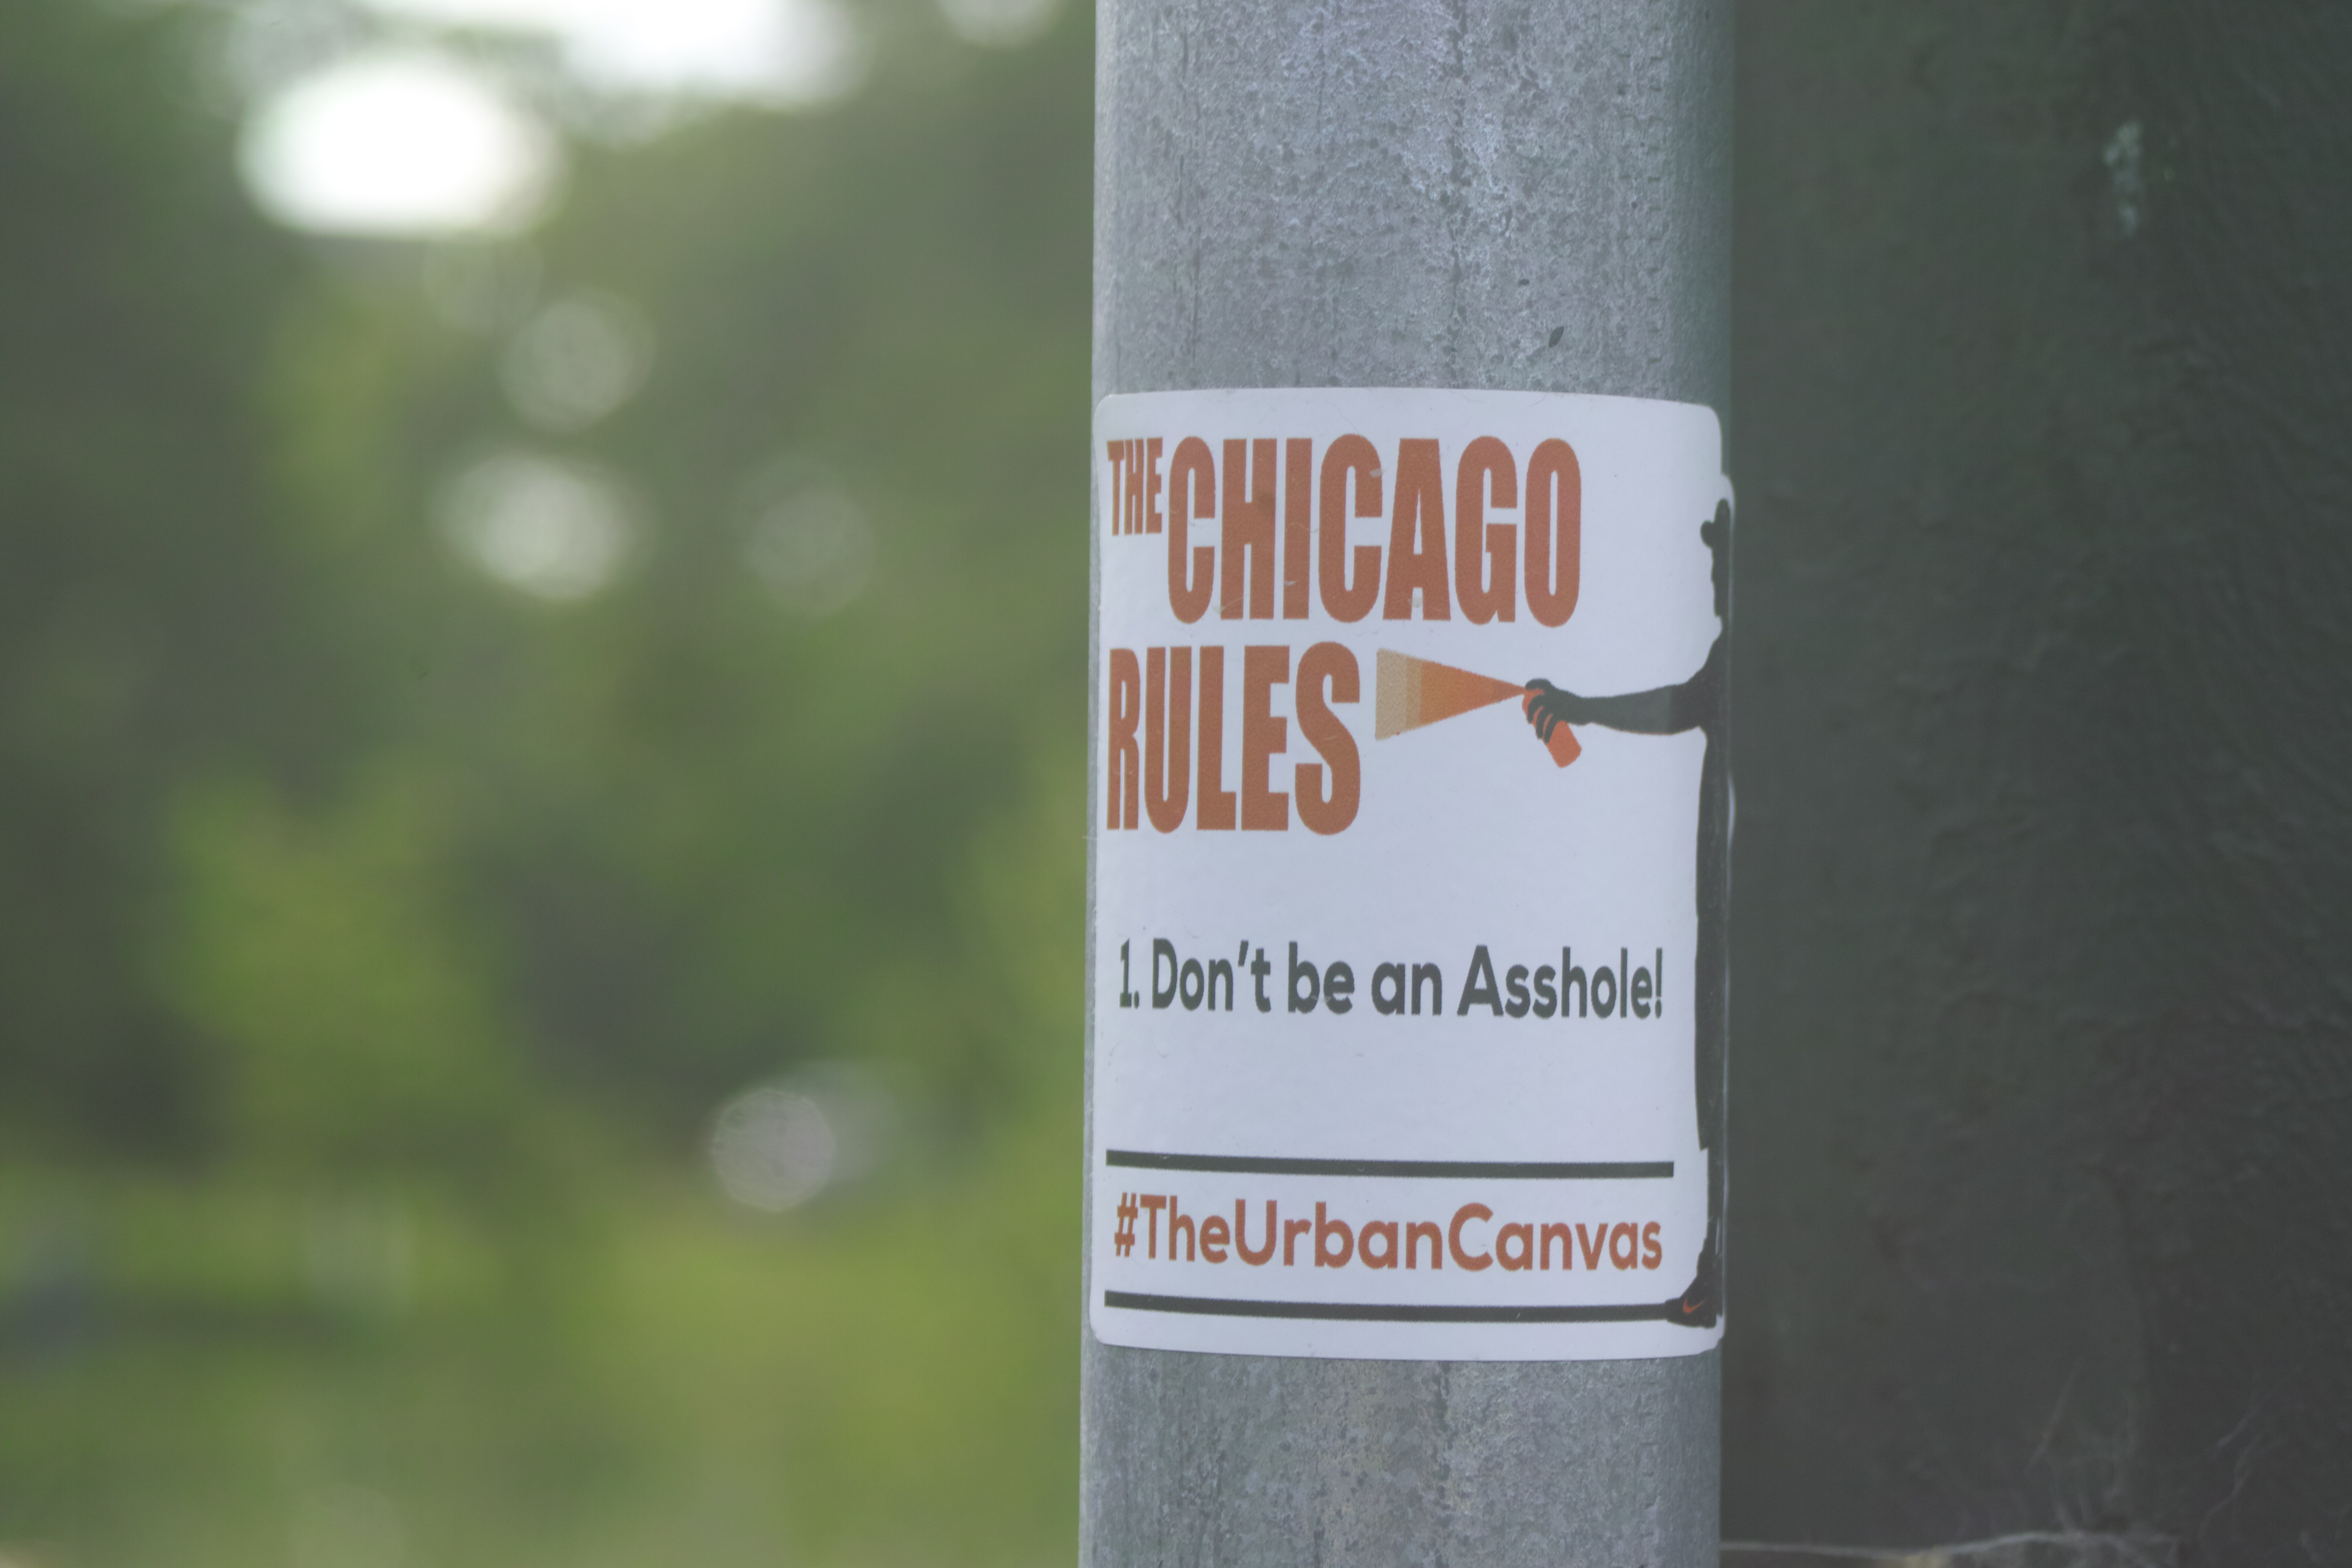 THE CHICAGO
RULES
1. Don't be an Asshole!
#TheUrbanCanvas